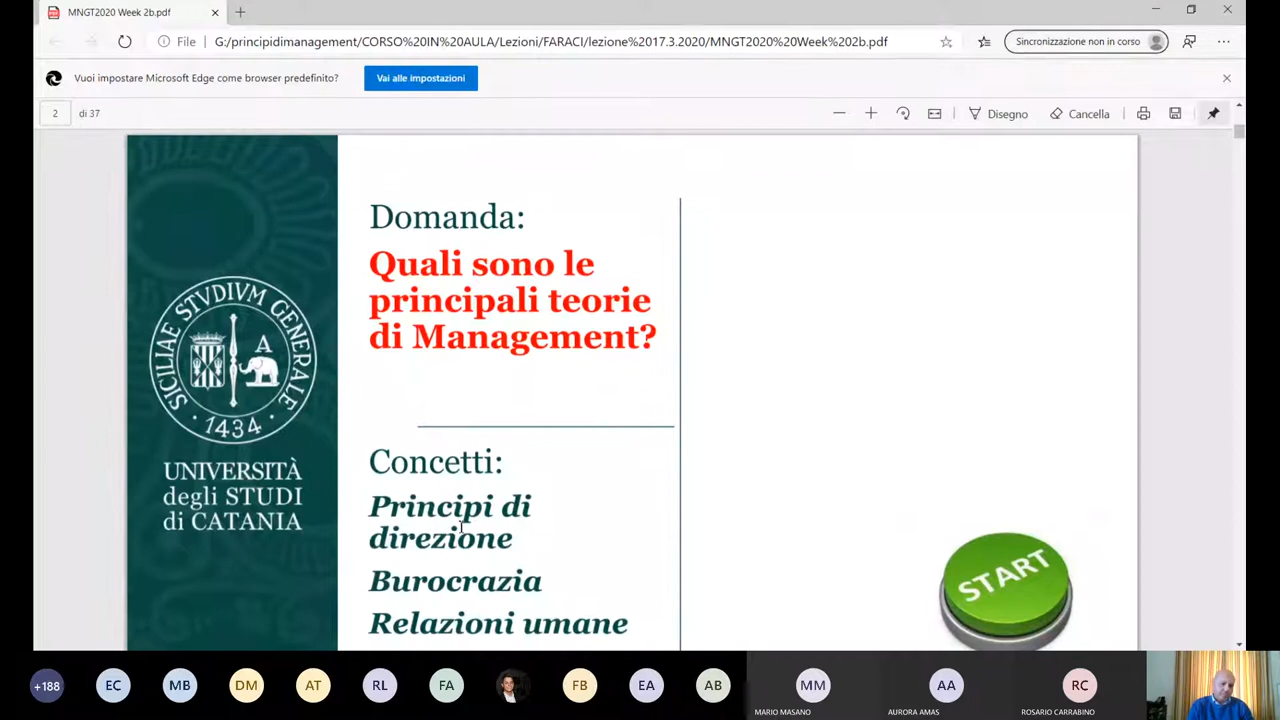 MNGT2020 Week 2b.pdf
File G:/principidimanagement/CORSO%20IN%20AULA/Lezioni/FARACI/lezione%2017.3.2020/MNGT2020%20Week%202b.pdf
Sincronizzazione non in corso
Vuoi impostare Microsoft Edge come browser predefinito?
Vai alle impostazioni
2 di 37
Disegno
Cancella
Domanda:
Quali sono le
principali teorie
di Management?
SICILIAE STVDIVM GENERALE
A
1434
UNIVERSITÀ
degli STUDI
di CATANIA
Concetti:
Principi di
direzione
Burocrazia
Relazioni umane
START
+188 EC MB DM AT RL FA FB EA AB MM AA RC
MARIO MASANO
AURORA AMAS
ROSARIO CARRABINO